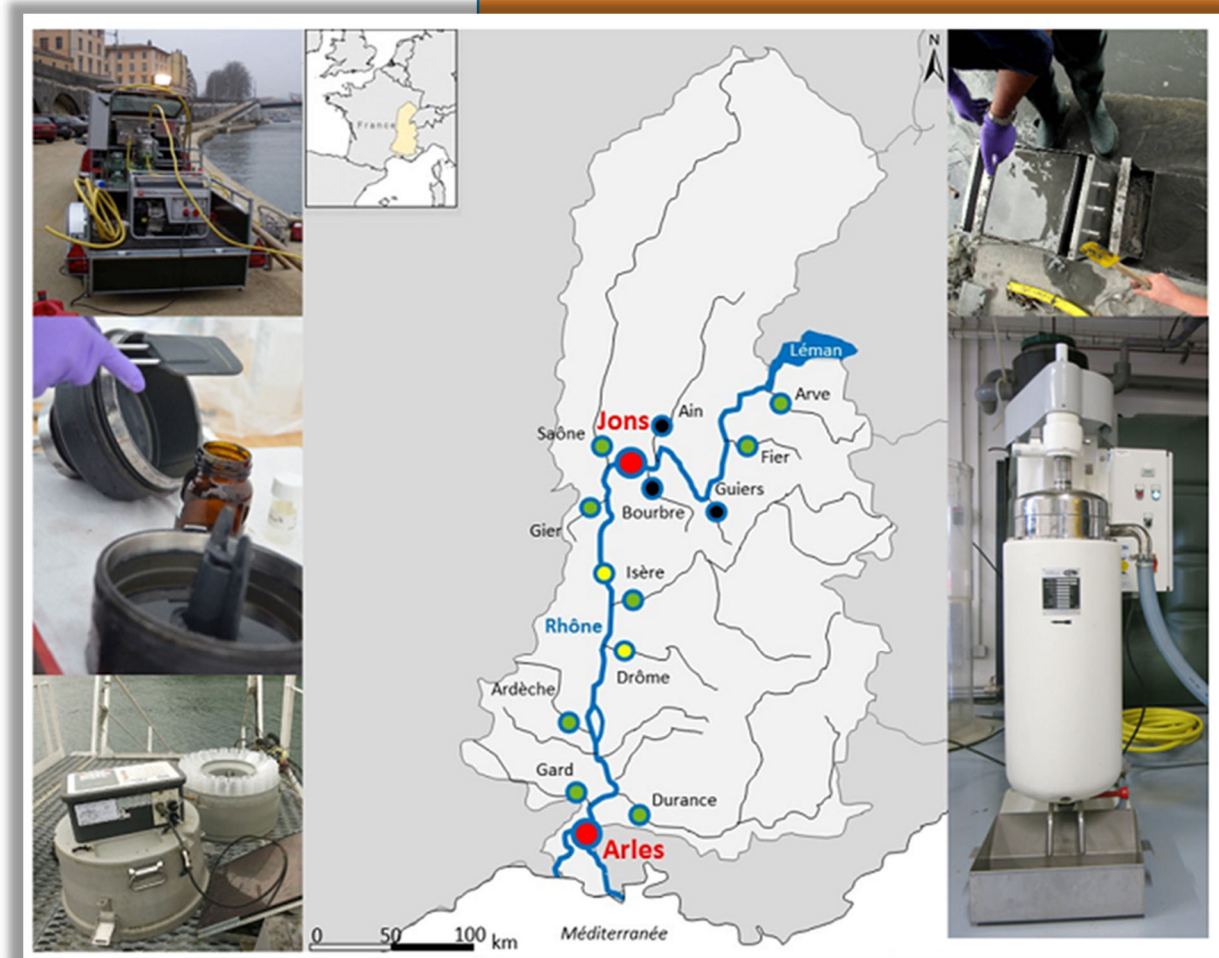 France
N
Léman
Arve
Ain
Jons
Saône
Fier
Guiers
Bourbre
Gier
Isère
Rhône
Drôme
Ardèche
Gard
Durance
Arles
Méditerranée
0 50 100 km